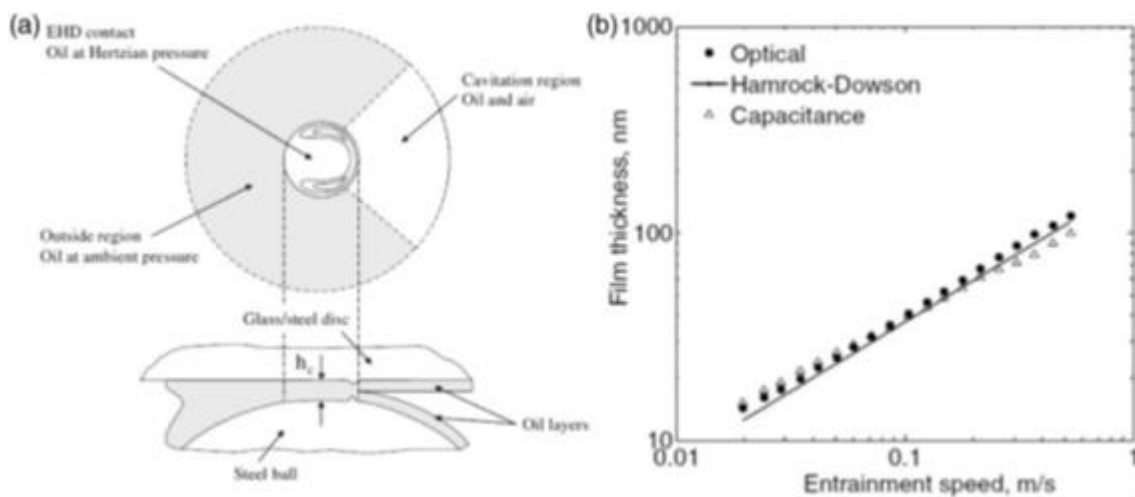 (a)
EHD contact
Oil at Hertzian pressure
Cavitation region
Oil and air
Outside region
Oil at ambient pressure
Glass/steel disc
h_c
Oil layers
Steel ball
(b)
1000
Optical
Hamrock-Dowson
Capacitance
Film thickness, nm
100
10
0.01
0.1
1
Entrainment speed, m/s